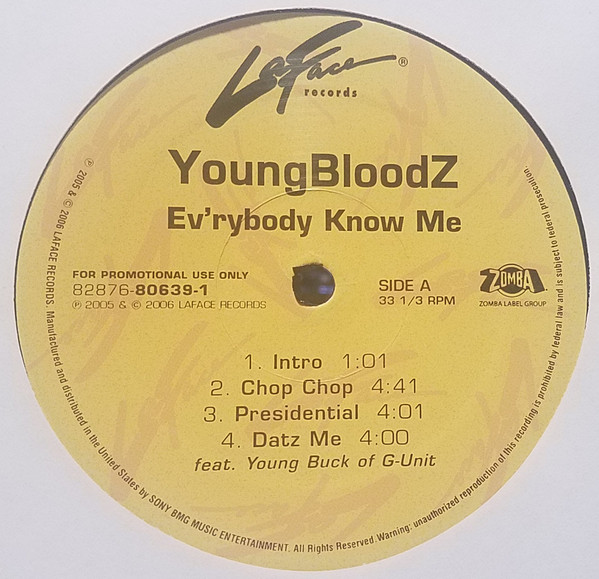 LaFace ®
records
YoungBloodZ
Ev'rybody Know Me
FOR PROMOTIONAL USE ONLY
82876-80639-1
℗ 2005 & © 2006 LAFACE RECORDS
SIDE A
33 1/3 RPM
ZOMBA
ZOMBA LABEL GROUP
1. Intro 1:01
2. Chop Chop 4:41
3. Presidential 4:01
4. Datz Me 4:00
feat. Young Buck of G-Unit
℗ 2005 & © 2006 LAFACE RECORDS. Manufactured and distributed in the United States by SONY BMG MUSIC ENTERTAINMENT. All Rights Reserved. Warning: unauthorized reproduction of this recording is prohibited by federal law and is subject to federal prosecution.